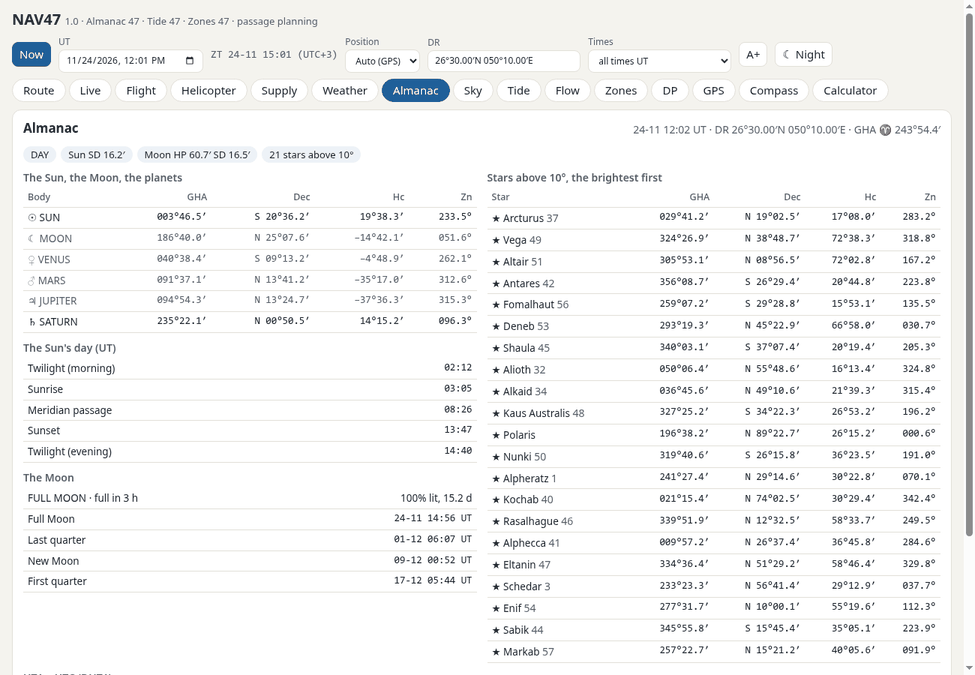 NAV47 1.0 · Almanac 47 · Tide 47 · Zones 47 · passage planning
UT Position DR Times
Now 11/24/2026, 12:01 PM ZT 24-11 15:01 (UTC+3) Auto (GPS) 26°30.00'N 050°10.00'E all times UT A+ ☾ Night
Route Live Flight Helicopter Supply Weather Almanac Sky Tide Flow Zones DP GPS Compass Calculator
Almanac 24-11 12:02 UT · DR 26°30.00′N 050°10.00′E · GHA ♈ 243°54.4′
DAY Sun SD 16.2′ Moon HP 60.7′ SD 16.5′ 21 stars above 10°
The Sun, the Moon, the planets
Body GHA Dec Hc Zn
☉ SUN 003°46.5′ S 20°36.2′ 19°38.3′ 233.5°
☾ MOON 186°40.0′ N 25°07.6′ −14°42.1′ 051.6°
♀ VENUS 040°38.4′ S 09°13.2′ −4°48.9′ 262.1°
♂ MARS 091°37.1′ N 13°41.2′ −35°17.0′ 312.6°
♃ JUPITER 094°54.3′ N 13°24.7′ −37°36.3′ 315.3°
♄ SATURN 235°22.1′ N 00°50.5′ 14°15.2′ 096.3°
The Sun's day (UT)
Twilight (morning) 02:12
Sunrise 03:05
Meridian passage 08:26
Sunset 13:47
Twilight (evening) 14:40
The Moon
FULL MOON · full in 3 h 100% lit, 15.2 d
Full Moon 24-11 14:56 UT
Last quarter 01-12 06:07 UT
New Moon 09-12 00:52 UT
First quarter 17-12 05:44 UT
Stars above 10°, the brightest first
Star GHA Dec Hc Zn
★ Arcturus 37 029°41.2′ N 19°02.5′ 17°08.0′ 283.2°
★ Vega 49 324°26.9′ N 38°48.7′ 72°38.3′ 318.8°
★ Altair 51 305°53.1′ N 08°56.5′ 72°02.8′ 167.2°
★ Antares 42 356°08.7′ S 26°29.4′ 20°44.8′ 223.8°
★ Fomalhaut 56 259°07.2′ S 29°28.8′ 15°53.1′ 135.5°
★ Deneb 53 293°19.3′ N 45°22.9′ 66°58.0′ 030.7°
★ Shaula 45 340°03.1′ S 37°07.4′ 20°19.4′ 205.3°
★ Alioth 32 050°06.4′ N 55°48.6′ 16°13.4′ 324.8°
★ Alkaid 34 036°45.6′ N 49°10.6′ 21°39.3′ 315.4°
★ Kaus Australis 48 327°25.2′ S 34°22.3′ 26°53.2′ 196.2°
★ Polaris 196°38.2′ N 89°22.7′ 26°15.2′ 000.6°
★ Nunki 50 319°40.6′ S 26°15.8′ 36°23.5′ 191.0°
★ Alpheratz 1 241°27.4′ N 29°14.6′ 30°22.8′ 070.1°
★ Kochab 40 021°15.4′ N 74°02.5′ 30°29.4′ 342.4°
★ Rasalhague 46 339°51.9′ N 12°32.5′ 58°33.7′ 249.5°
★ Alphecca 41 009°57.2′ N 26°37.4′ 36°45.8′ 284.6°
★ Eltanin 47 334°36.4′ N 51°29.2′ 58°46.4′ 329.8°
★ Schedar 3 233°23.3′ N 56°41.4′ 29°12.9′ 037.7°
★ Enif 54 277°31.7′ N 10°00.1′ 55°19.6′ 112.3°
★ Sabik 44 345°55.8′ S 15°45.4′ 35°05.1′ 223.9°
★ Markab 57 257°22.7′ N 15°21.2′ 40°05.6′ 091.9°